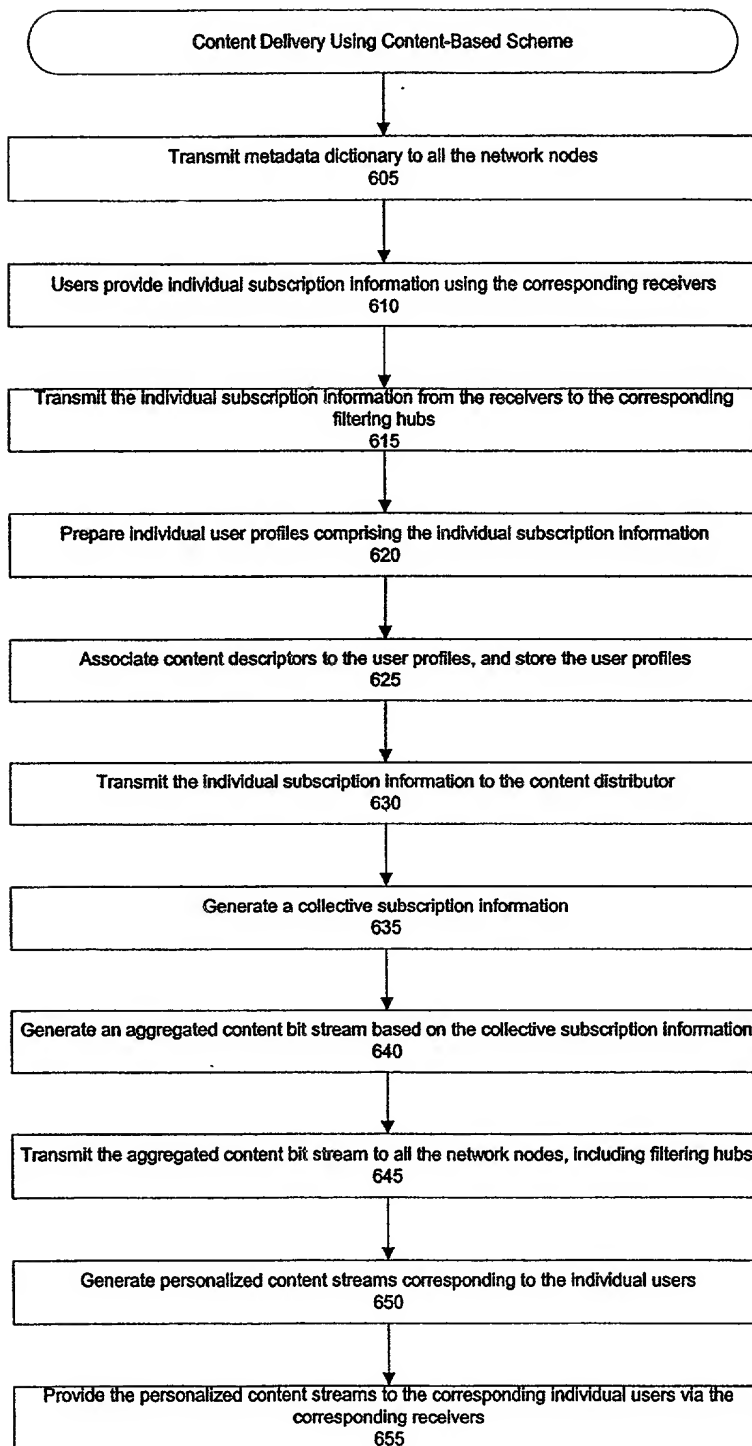 Content Delivery Using Content-Based Scheme
Transmit metadata dictionary to all the network nodes
605
Users provide individual subscription information using the corresponding receivers
610
Transmit the individual subscription information from the receivers to the corresponding
filtering hubs
615
Prepare individual user profiles comprising the individual subscription information
620
Associate content descriptors to the user profiles, and store the user profiles
625
Transmit the individual subscription information to the content distributor
630
Generate a collective subscription information
635
Generate an aggregated content bit stream based on the collective subscription information
640
Transmit the aggregated content bit stream to all the network nodes, including filtering hubs
645
Generate personalized content streams corresponding to the individual users
650
Provide the personalized content streams to the corresponding individual users via the
corresponding receivers
655